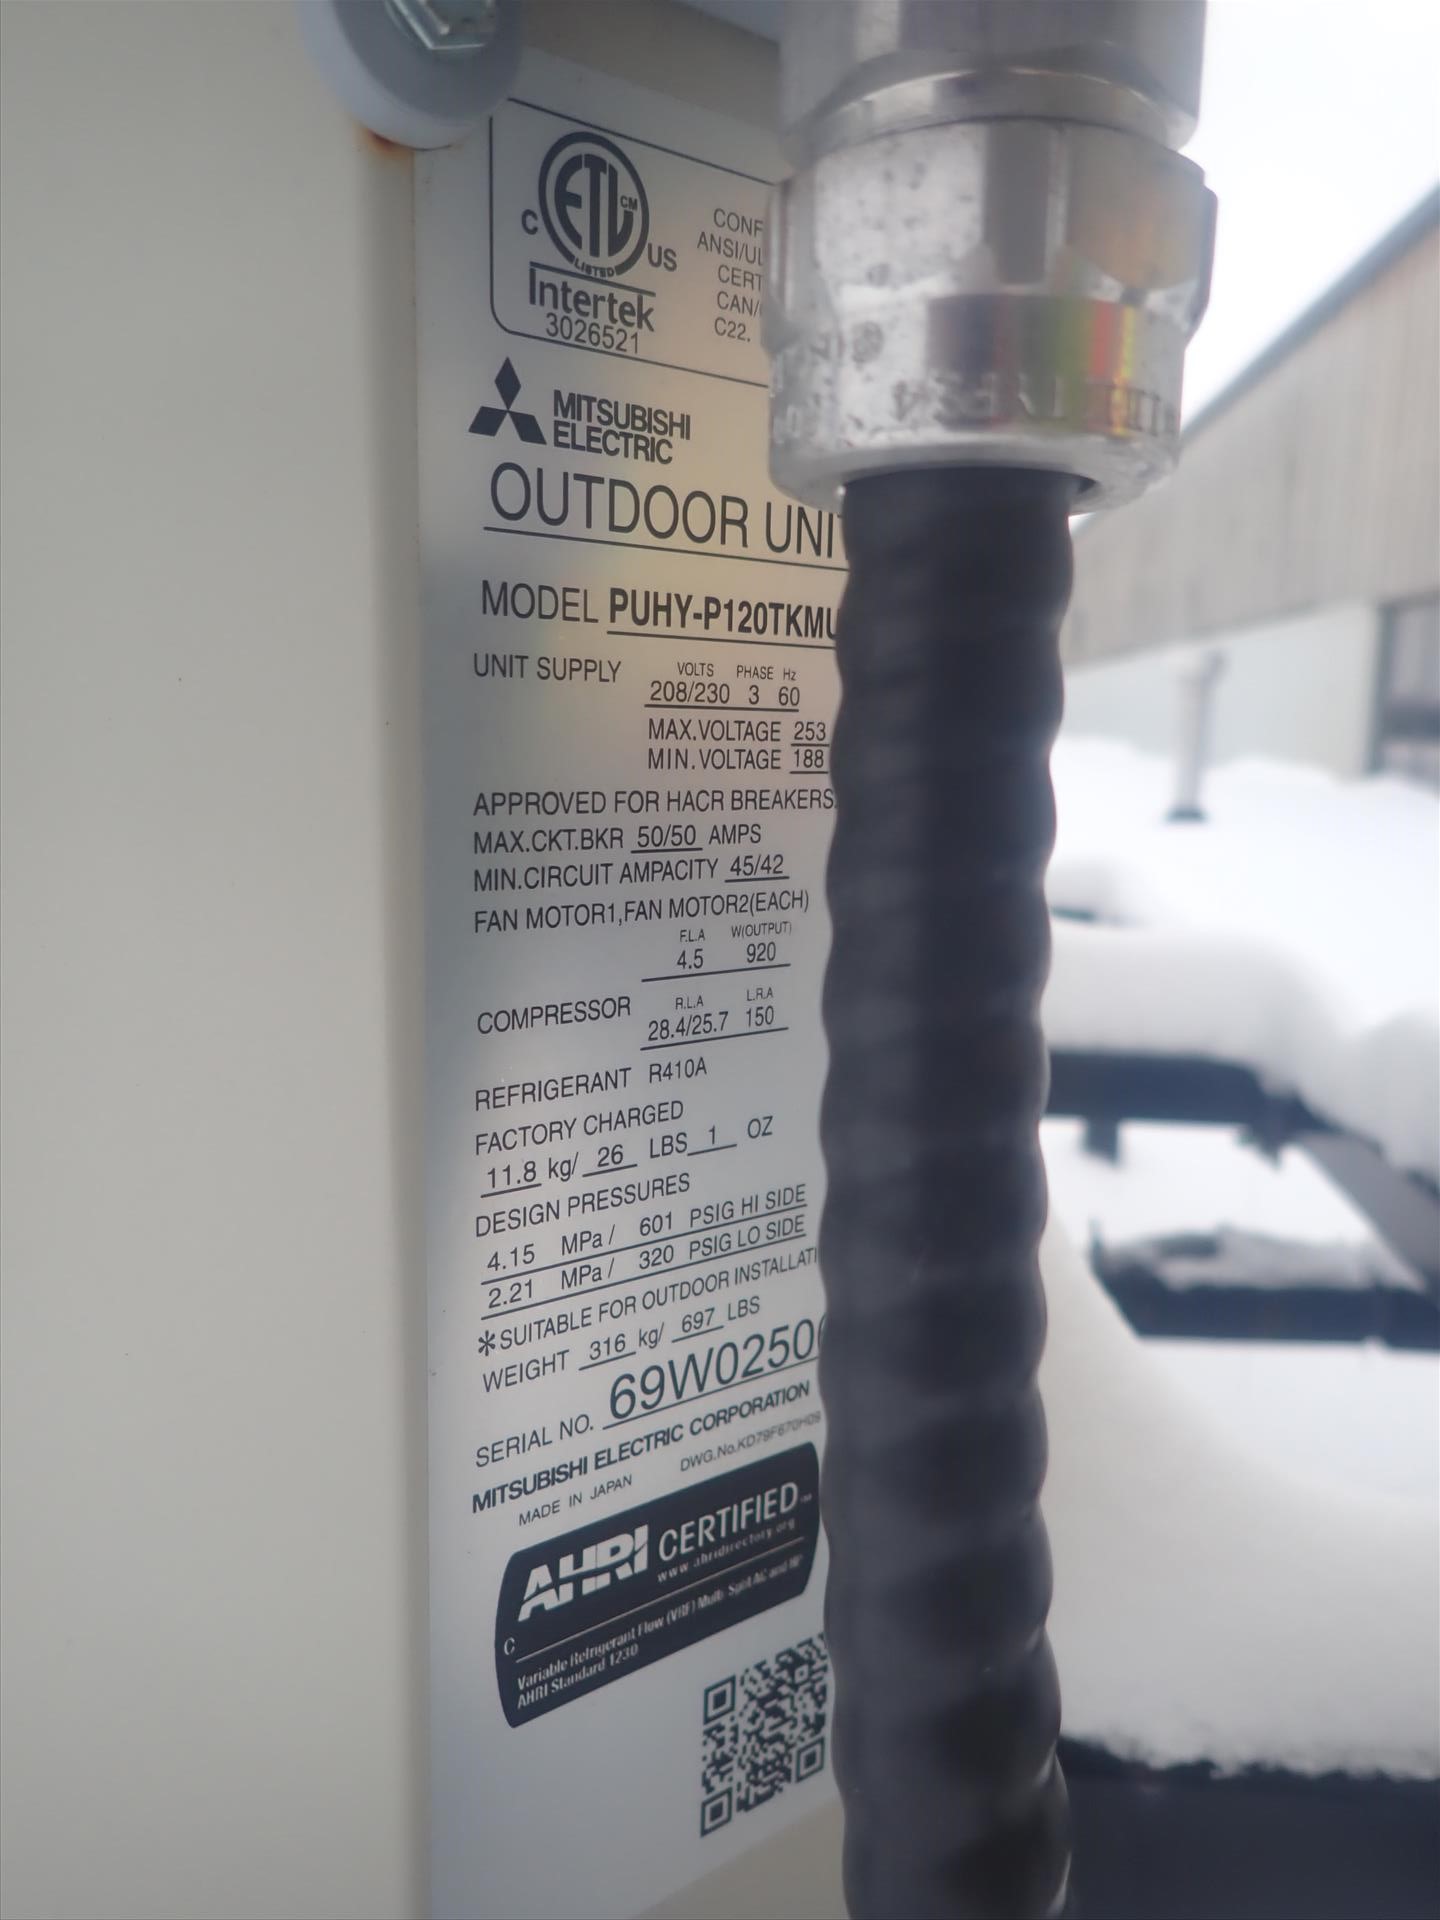 C ETL CM US
LISTED
Intertek
3026521
CONF
ANSI/UL
CERT
CAN/
C22.
MITSUBISHI
ELECTRIC
OUTDOOR UNI
MODEL PUHY-P120TKMU
UNIT SUPPLY
VOLTS PHASE Hz
208/230 3 60
MAX.VOLTAGE 253
MIN.VOLTAGE 188
APPROVED FOR HACR BREAKERS.
MAX.CKT.BKR 50/50 AMPS
MIN.CIRCUIT AMPACITY 45/42
FAN MOTOR1,FAN MOTOR2(EACH)
F.L.A W(OUTPUT)
4.5 920
COMPRESSOR
R.L.A L.R.A
28.4/25.7 150
REFRIGERANT R410A
FACTORY CHARGED
11.8 kg/ 26 LBS 1 OZ
DESIGN PRESSURES
4.15 MPa/ 601 PSIG HI SIDE
2.21 MPa/ 320 PSIG LO SIDE
*SUITABLE FOR OUTDOOR INSTALLATI
WEIGHT 316 kg/ 697 LBS
SERIAL NO. 69W0250
MITSUBISHI ELECTRIC CORPORATION
MADE IN JAPAN DWG.No.KD79F670H09
AHRI CERTIFIED™
www.ahridirectory.org
C
Variable Refrigerant Flow (VRF) Multi-Split AC and HP
AHRI Standard 1230